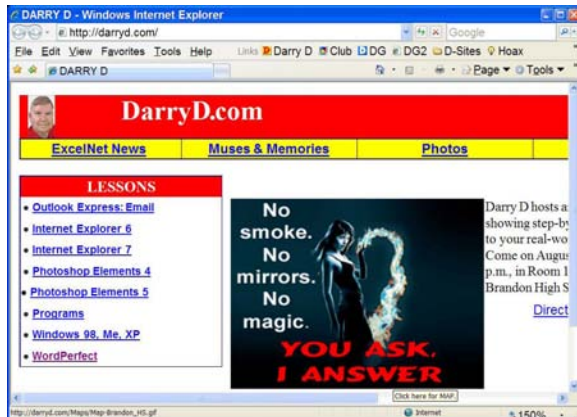 DARRY D - Windows Internet Explorer
http://darryd.com/
Google
File Edit View Favorites Tools Help Links Darry D Club DG DG2 D-Sites Hoax
DARRY D Page Tools
DarryD.com
ExcelNet News Muses & Memories Photos
LESSONS
Outlook Express: Email
Internet Explorer 6
Internet Explorer 7
Photoshop Elements 4
Photoshop Elements 5
Programs
Windows 98, Me, XP
WordPerfect
No
smoke.
No
mirrors.
No
magic.
YOU ASK,
I ANSWER
Darry D hosts a
showing step-by
to your real-wo
Come on Augus
p.m., in Room 1
Brandon High S
Direct
Click here for MAP.
http://darryd.com/Maps/Map-Brandon_HS.gif Internet 150%